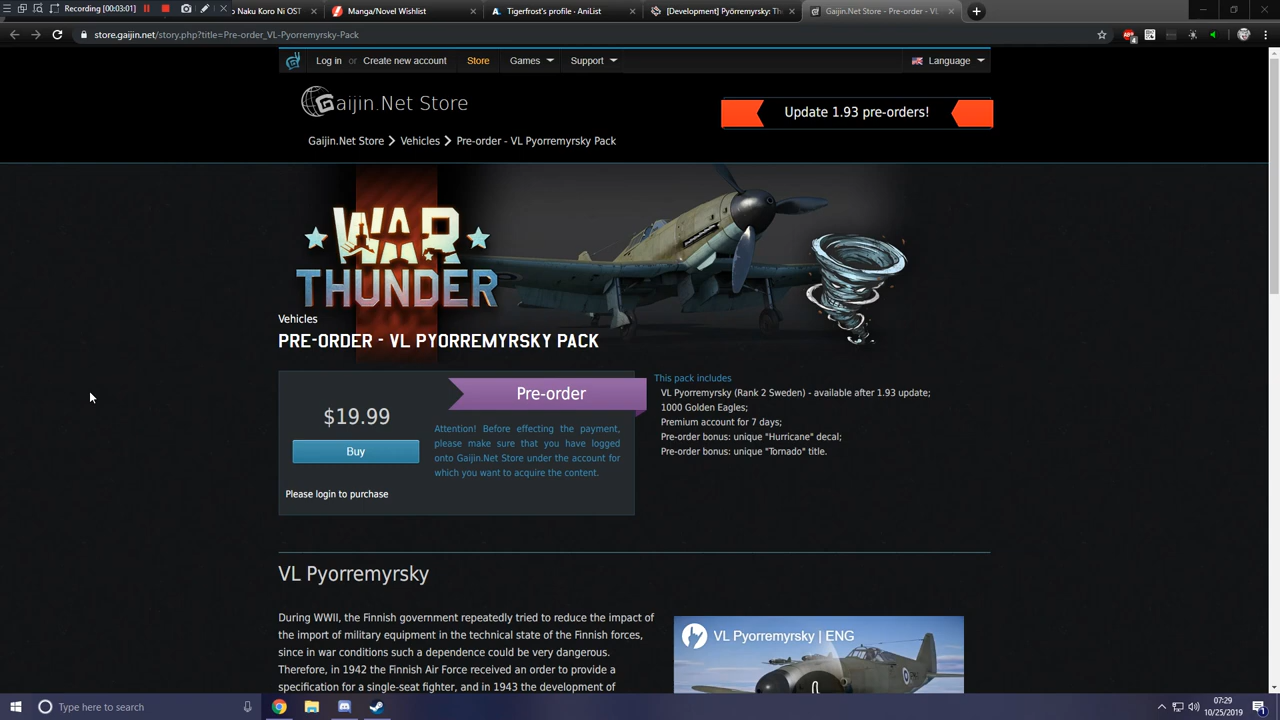 Recording [00:03:01]
Naku Koro Ni OST
Manga/Novel Wishlist
Tigerfrost's profile · AniList
[Development] Pyörremyrsky: Th
Gaijin.Net Store - Pre-order - VL
store.gaijin.net/story.php?title=Pre-order_VL-Pyorremyrsky-Pack
Log in or Create new account Store Games Support Language
Gaijin.Net Store
Update 1.93 pre-orders!
Gaijin.Net Store > Vehicles > Pre-order - VL Pyorremyrsky Pack
WAR
THUNDER
Vehicles
PRE-ORDER - VL PYORREMYRSKY PACK
$19.99
Buy
Please login to purchase
Pre-order
Attention! Before effecting the payment,
please make sure that you have logged
onto Gaijin.Net Store under the account for
which you want to acquire the content.
This pack includes
VL Pyorremyrsky (Rank 2 Sweden) - available after 1.93 update;
1000 Golden Eagles;
Premium account for 7 days;
Pre-order bonus: unique "Hurricane" decal;
Pre-order bonus: unique "Tornado" title.
VL Pyorremyrsky
During WWII, the Finnish government repeatedly tried to reduce the impact of
the import of military equipment in the technical state of the Finnish forces,
since in war conditions such a dependence could be very dangerous.
Therefore, in 1942 the Finnish Air Force received an order to provide a
specification for a single-seat fighter, and in 1943 the development of
VL Pyorremyrsky | ENG
Type here to search
07:29
10/25/2019